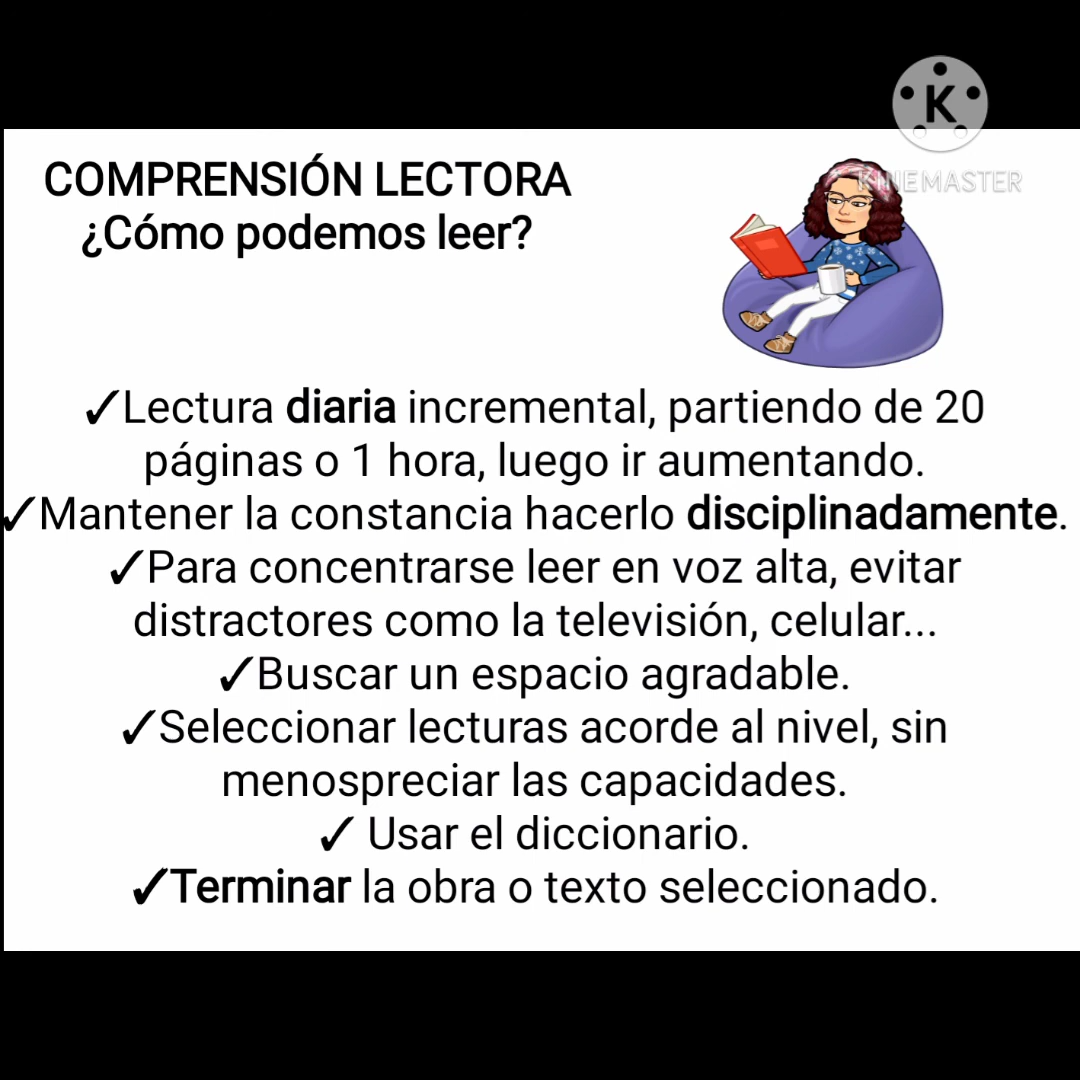 K
KINEMASTER
COMPRENSIÓN LECTORA
¿Cómo podemos leer?
✓Lectura diaria incremental, partiendo de 20
páginas o 1 hora, luego ir aumentando.
✓Mantener la constancia hacerlo disciplinadamente.
✓Para concentrarse leer en voz alta, evitar
distractores como la televisión, celular...
✓Buscar un espacio agradable.
✓Seleccionar lecturas acorde al nivel, sin
menospreciar las capacidades.
✓ Usar el diccionario.
✓Terminar la obra o texto seleccionado.